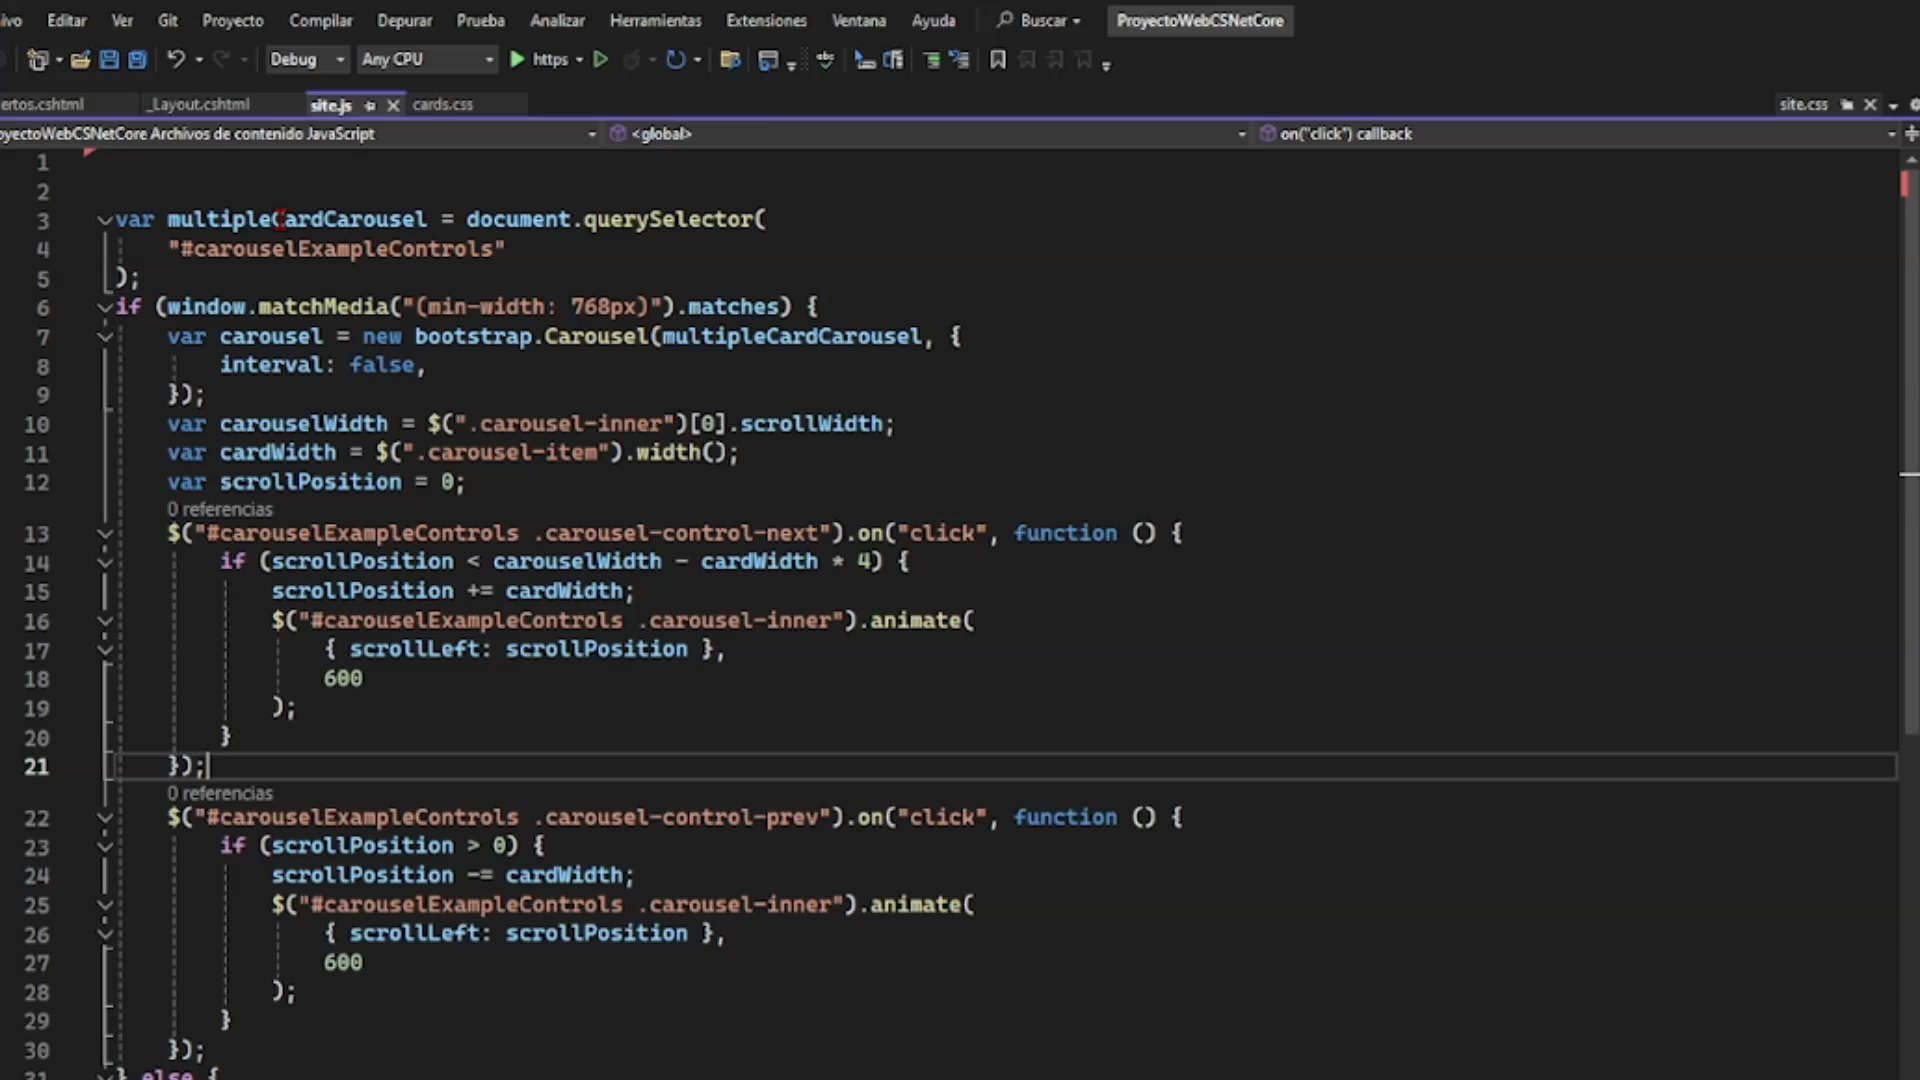 Editar Ver Git Proyecto Compilar Depurar Prueba Analizar Herramientas Extensiones Ventana Ayuda Buscar ProyectoWebCSNetCore
Debug Any CPU https
ertos.cshtml _Layout.cshtml site.js cards.css site.css
oyectoWebCSNetCore Archivos de contenido JavaScript <global> on("click") callback
1
2
3 var multipleCardCarousel = document.querySelector(
4 "#carouselExampleControls"
5 );
6 if (window.matchMedia("(min-width: 768px)").matches) {
7 var carousel = new bootstrap.Carousel(multipleCardCarousel, {
8 interval: false,
9 });
10 var carouselWidth = $(".carousel-inner")[0].scrollWidth;
11 var cardWidth = $(".carousel-item").width();
12 var scrollPosition = 0;
0 referencias
13 $("#carouselExampleControls .carousel-control-next").on("click", function () {
14 if (scrollPosition < carouselWidth - cardWidth * 4) {
15 scrollPosition += cardWidth;
16 $("#carouselExampleControls .carousel-inner").animate(
17 { scrollLeft: scrollPosition },
18 600
19 );
20 }
21 });
0 referencias
22 $("#carouselExampleControls .carousel-control-prev").on("click", function () {
23 if (scrollPosition > 0) {
24 scrollPosition -= cardWidth;
25 $("#carouselExampleControls .carousel-inner").animate(
26 { scrollLeft: scrollPosition },
27 600
28 );
29 }
30 });
31 } else {